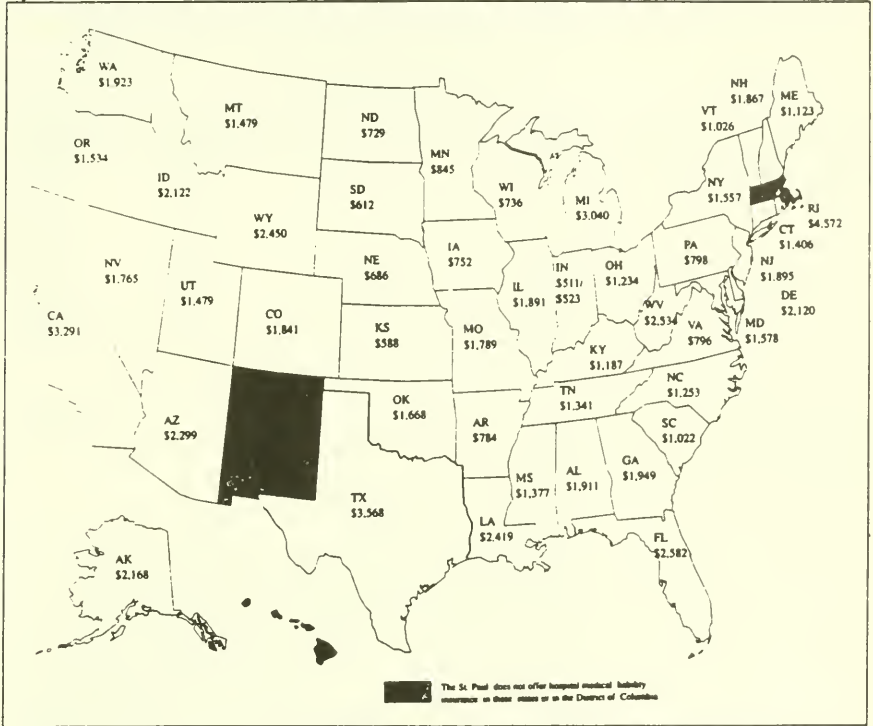 WA
$1,923
MT
$1,479
ND
$729
MN
$845
NH
$1,867
ME
$1,123
VT
$1,026
OR
$1,534
ID
$2,122
SD
$612
WI
$736
MI
$3,040
NY
$1,557
RI
$4,572
WY
$2,450
CT
$1,406
NV
$1,765
UT
$1,479
NE
$686
IA
$752
IL
$1,891
IN
$511/
$523
OH
$1,234
PA
$798
NJ
$1,895
DE
$2,120
CA
$3,291
CO
$1,841
KS
$588
MO
$1,789
WV
$2,534
VA
$796
MD
$1,578
KY
$1,187
AZ
$2,299
OK
$1,668
AR
$784
TN
$1,341
NC
$1,253
SC
$1,022
TX
$3,568
MS
$1,377
AL
$1,911
GA
$1,949
LA
$2,419
FL
$2,582
AK
$2,168
The St. Paul does not offer hospital medical liability
insurance in these states or in the District of Columbia